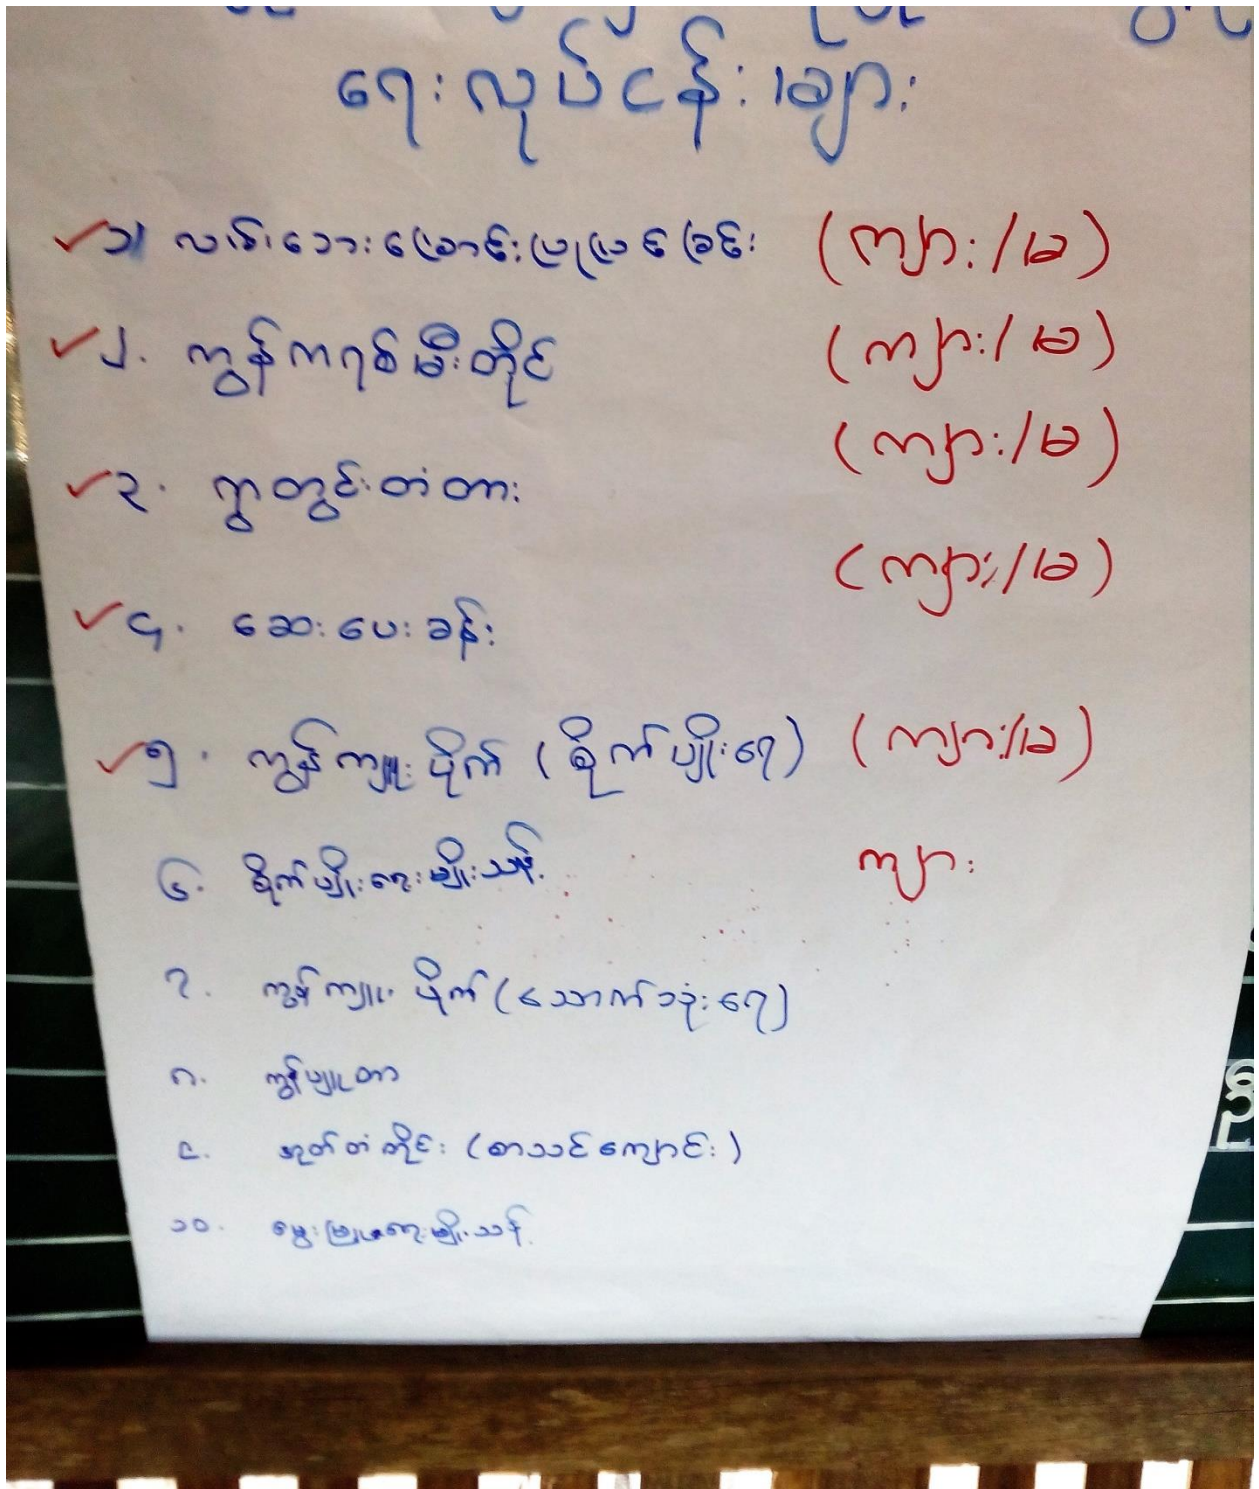 ရေးလုပ်ငန်းများ
၁။ လမ်းဘေးမြောင်းပြုပြင်ခြင်း (ကျား/မ)
၂. ကွန်ကရစ်မီးတိုင် (ကျား/မ)
၃. ရွာတွင်းတံတား (ကျား/မ)
၄. ဆေးပေးခန်း (ကျား/မ)
၅. ကွန်ကျူးပိုက် (စိုက်ပျိုးရေ) (ကျား/မ)
၆. စိုက်ပျိုးရေးမျိုးသန့် ကျား
၇. ကွန်ကျူးပိုက် (သောက်သုံးရေ)
၈. ကွန်ပျူတာ
၉. အုတ်တံတိုင်း (စာသင်ကျောင်း)
၁၀. မွေးမြူရေးမျိုးသန့်